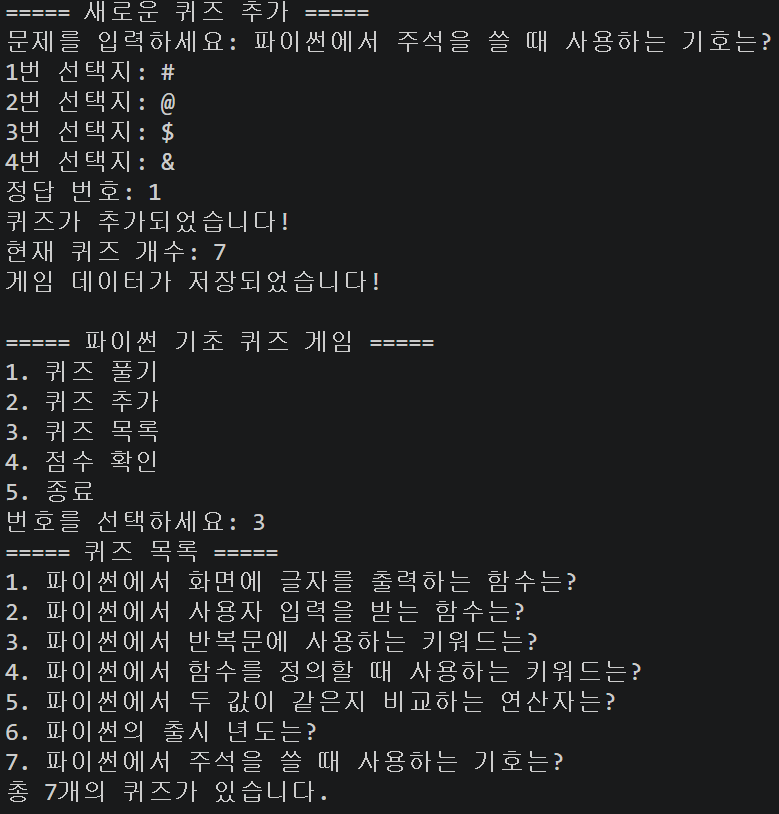 ===== 새로운 퀴즈 추가 =====
문제를 입력하세요: 파이썬에서 주석을 쓸 때 사용하는 기호는?
1번 선택지: #
2번 선택지: @
3번 선택지: $
4번 선택지: &
정답 번호: 1
퀴즈가 추가되었습니다!
현재 퀴즈 개수: 7
게임 데이터가 저장되었습니다!

===== 파이썬 기초 퀴즈 게임 =====
1. 퀴즈 풀기
2. 퀴즈 추가
3. 퀴즈 목록
4. 점수 확인
5. 종료
번호를 선택하세요: 3
===== 퀴즈 목록 =====
1. 파이썬에서 화면에 글자를 출력하는 함수는?
2. 파이썬에서 사용자 입력을 받는 함수는?
3. 파이썬에서 반복문에 사용하는 키워드는?
4. 파이썬에서 함수를 정의할 때 사용하는 키워드는?
5. 파이썬에서 두 값이 같은지 비교하는 연산자는?
6. 파이썬의 출시 년도는?
7. 파이썬에서 주석을 쓸 때 사용하는 기호는?
총 7개의 퀴즈가 있습니다.